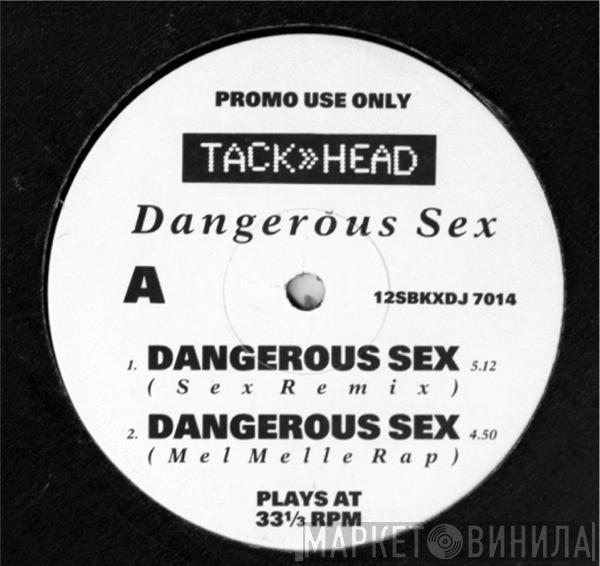 PROMO USE ONLY
TACK»HEAD
Dangerous Sex
A
12SBKXDJ 7014
1. DANGEROUS SEX 5.12
(Sex Remix)
2. DANGEROUS SEX 4.50
(Mel Melle Rap)
PLAYS AT
33⅓ RPM
МАРКЕТ ВИНИЛА